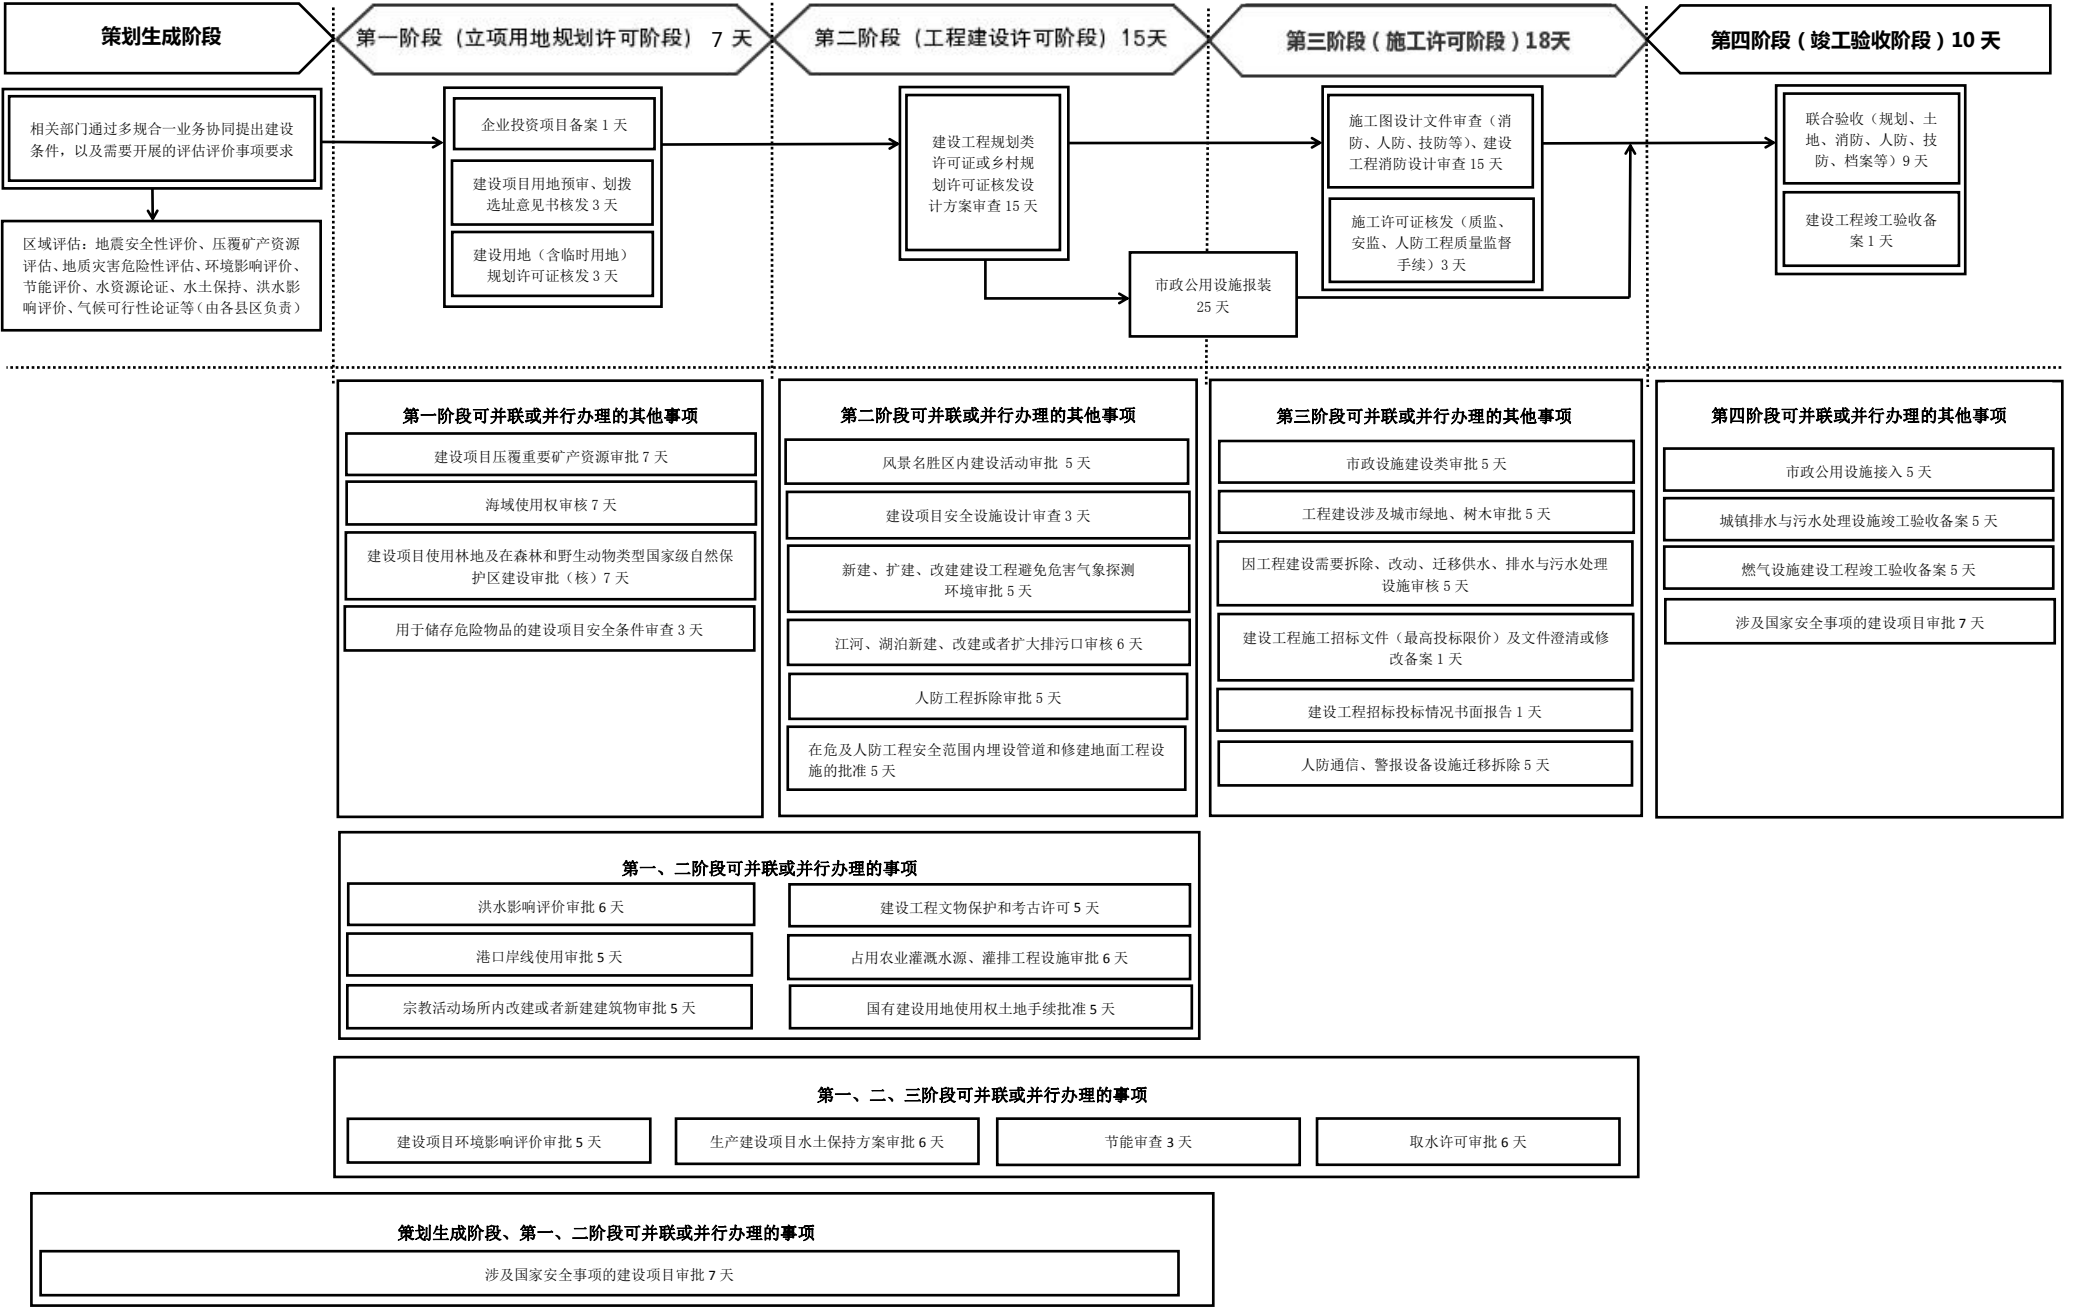 策划生成阶段
第一阶段（立项用地规划许可阶段） 7 天
第二阶段（工程建设许可阶段）15天
第三阶段（施工许可阶段）18天
第四阶段（竣工验收阶段）10 天
相关部门通过多规合一业务协同提出建设
条件，以及需要开展的评估评价事项要求
区域评估：地震安全性评价、压覆矿产资源
评估、地质灾害危险性评估、环境影响评价、
节能评价、水资源论证、水土保持、洪水影
响评价、气候可行性论证等（由各县区负责）
企业投资项目备案 1 天
建设项目用地预审、划拨
选址意见书核发 3 天
建设用地（含临时用地）
规划许可证核发 3 天
建设工程规划类
许可证或乡村规
划许可证核发设
计方案审查 15 天
市政公用设施报装
25 天
施工图设计文件审查（消
防、人防、技防等）、建设
工程消防设计审查 15 天
施工许可证核发（质监、
安监、人防工程质量监督
手续）3 天
联合验收（规划、土
地、消防、人防、技
防、档案等）9 天
建设工程竣工验收备
案 1 天
第一阶段可并联或并行办理的其他事项
建设项目压覆重要矿产资源审批 7 天
海域使用权审核 7 天
建设项目使用林地及在森林和野生动物类型国家级自然保
护区建设审批（核）7 天
用于储存危险物品的建设项目安全条件审查 3 天
第二阶段可并联或并行办理的其他事项
风景名胜区内建设活动审批 5 天
建设项目安全设施设计审查 3 天
新建、扩建、改建建设工程避免危害气象探测
环境审批 5 天
江河、湖泊新建、改建或者扩大排污口审核 6 天
人防工程拆除审批 5 天
在危及人防工程安全范围内埋设管道和修建地面工程设
施的批准 5 天
第三阶段可并联或并行办理的其他事项
市政设施建设类审批 5 天
工程建设涉及城市绿地、树木审批 5 天
因工程建设需要拆除、改动、迁移供水、排水与污水处理
设施审核 5 天
建设工程施工招标文件（最高投标限价）及文件澄清或修
改备案 1 天
建设工程招标投标情况书面报告 1 天
人防通信、警报设备设施迁移拆除 5 天
第四阶段可并联或并行办理的其他事项
市政公用设施接入 5 天
城镇排水与污水处理设施竣工验收备案 5 天
燃气设施建设工程竣工验收备案 5 天
涉及国家安全事项的建设项目审批 7 天
第一、二阶段可并联或并行办理的事项
洪水影响评价审批 6 天
建设工程文物保护和考古许可 5 天
港口岸线使用审批 5 天
占用农业灌溉水源、灌排工程设施审批 6 天
宗教活动场所内改建或者新建建筑物审批 5 天
国有建设用地使用权土地手续批准 5 天
第一、二、三阶段可并联或并行办理的事项
建设项目环境影响评价审批 5 天
生产建设项目水土保持方案审批 6 天
节能审查 3 天
取水许可审批 6 天
策划生成阶段、第一、二阶段可并联或并行办理的事项
涉及国家安全事项的建设项目审批 7 天